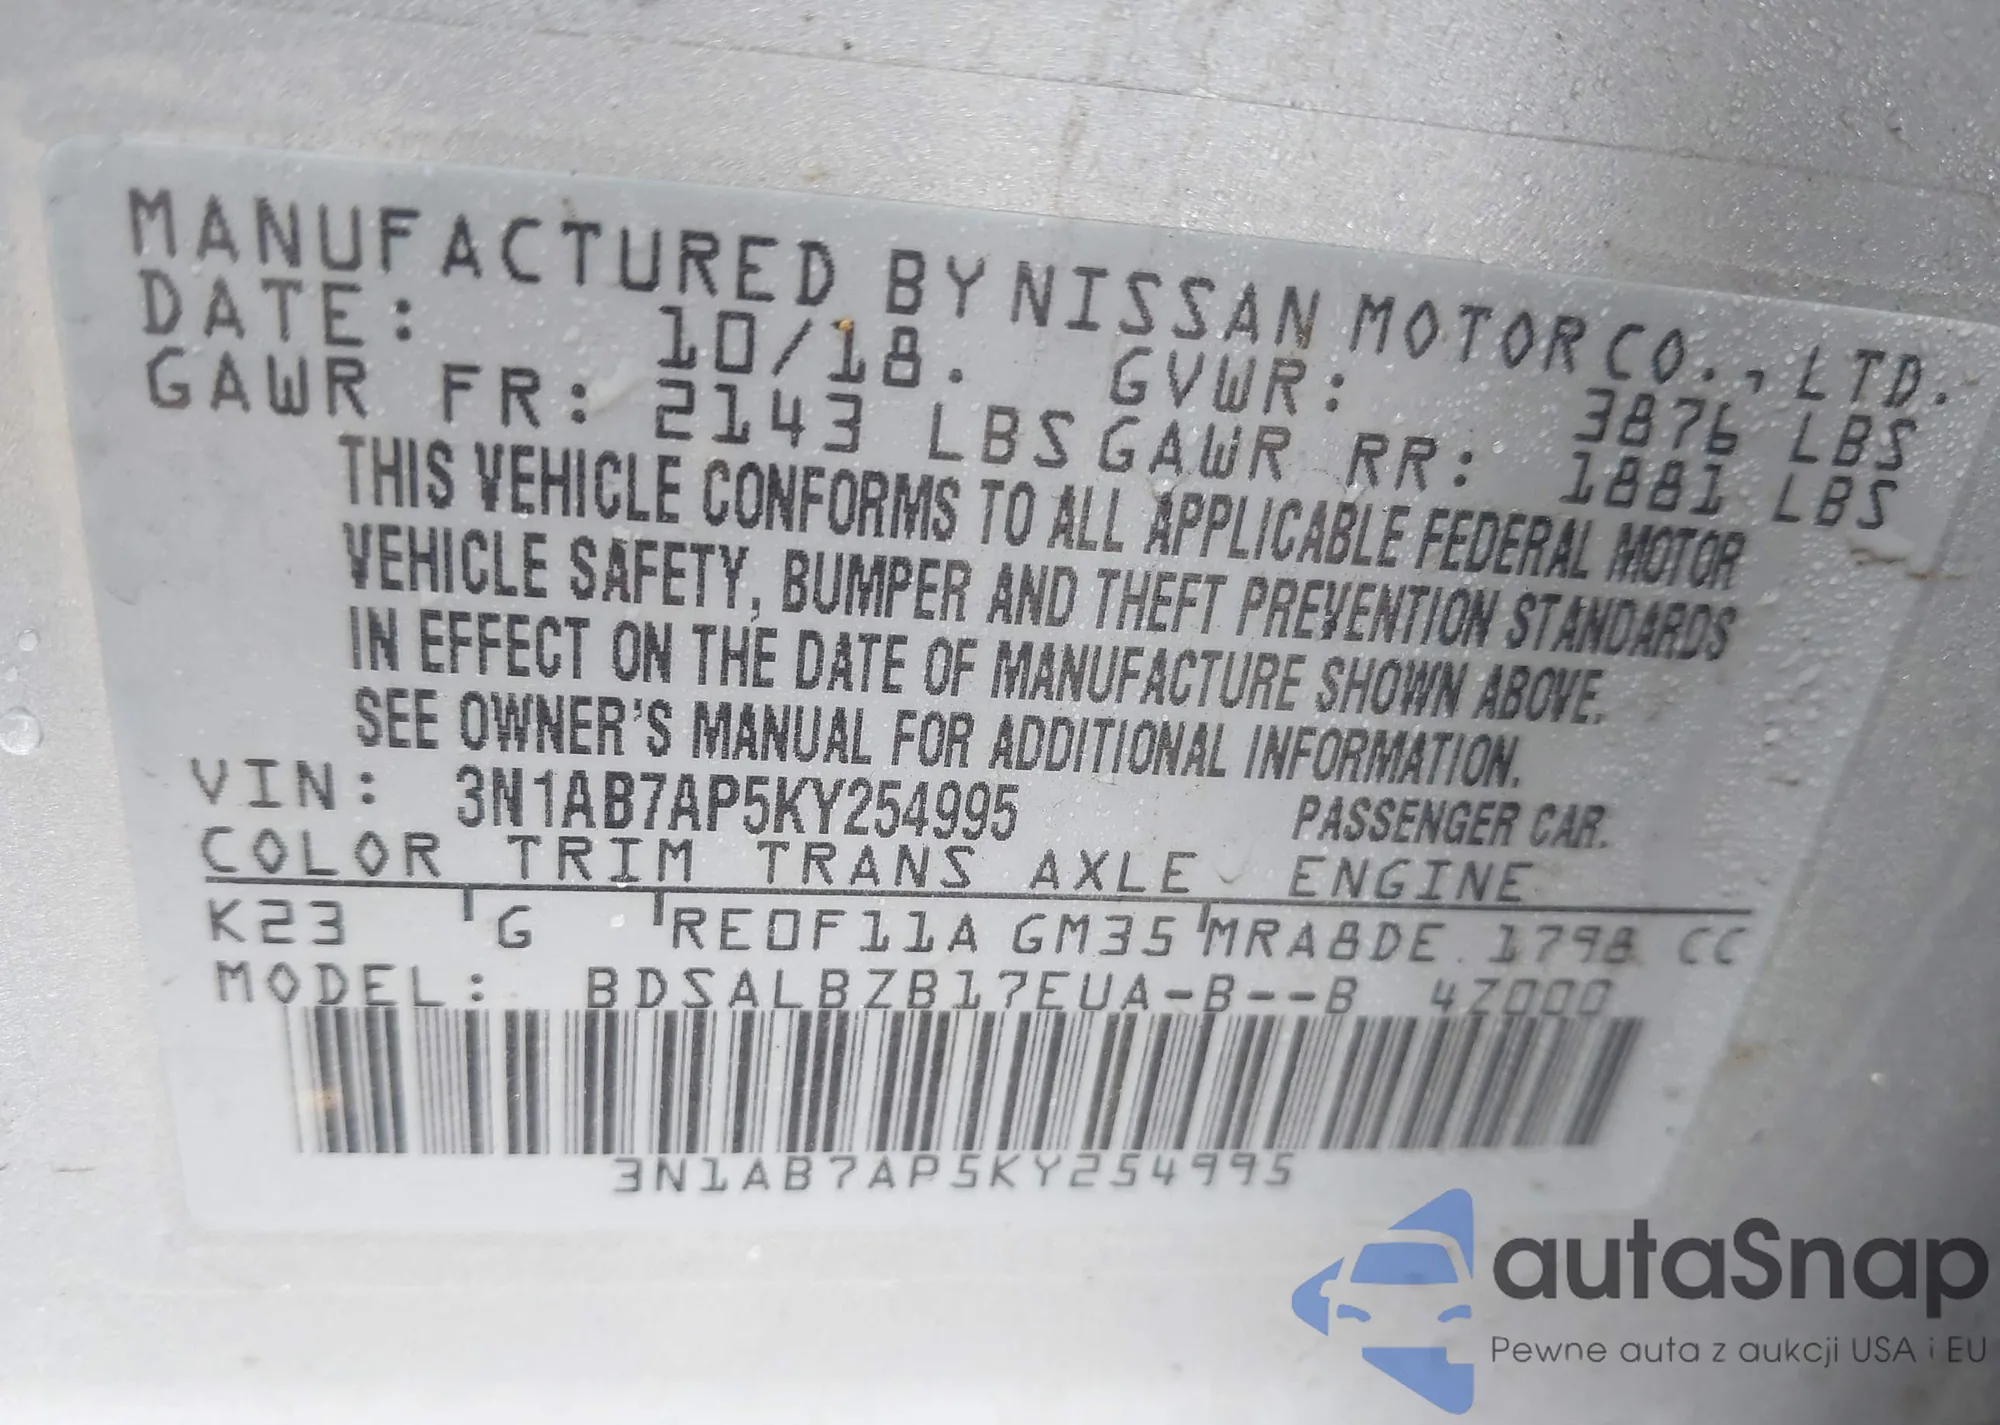 MANUFACTURED BY NISSAN MOTOR CO., LTD.
DATE: 10/18. GVWR: 3876 LBS
GAWR FR: 2143 LBS GAWR RR: 1881 LBS
THIS VEHICLE CONFORMS TO ALL APPLICABLE FEDERAL MOTOR
VEHICLE SAFETY, BUMPER AND THEFT PREVENTION STANDARDS
IN EFFECT ON THE DATE OF MANUFACTURE SHOWN ABOVE.
SEE OWNER'S MANUAL FOR ADDITIONAL INFORMATION.
VIN: 3N1AB7AP5KY254995 PASSENGER CAR.
COLOR TRIM TRANS AXLE ENGINE
K23 G RE0F11A GM35 MRA8DE 1798 CC
MODEL: BDSALBZB17EUA-B--B 4Z000
3N1AB7AP5KY254995
autaSnap
Pewne auta z aukcji USA i EU